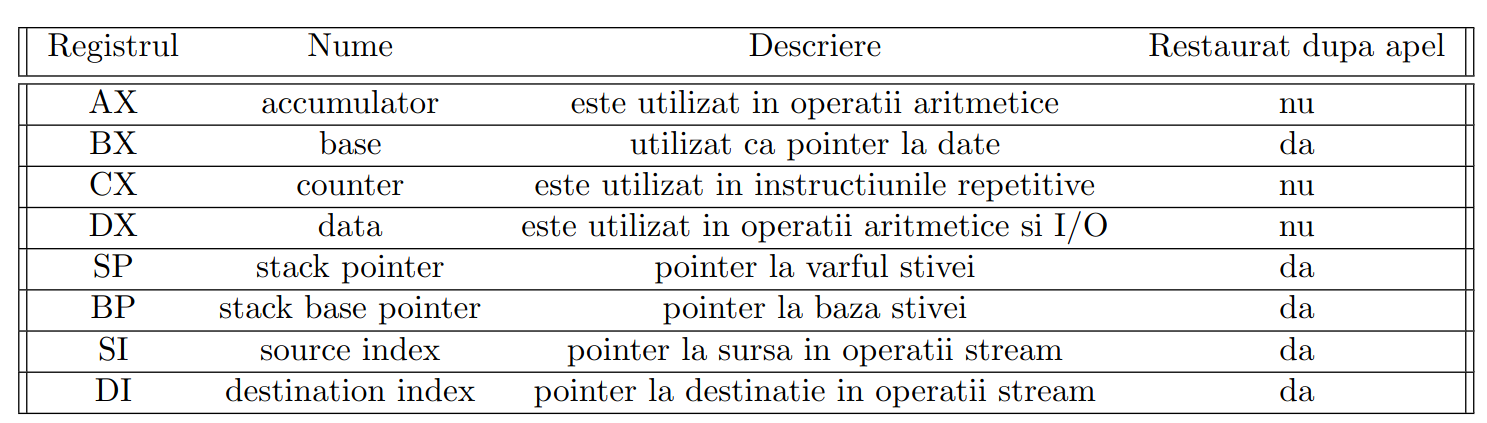 Registrul Nume Descriere Restaurat dupa apel
AX accumulator este utilizat in operatii aritmetice nu
BX base utilizat ca pointer la date da
CX counter este utilizat in instructiunile repetitive nu
DX data este utilizat in operatii aritmetice si I/O nu
SP stack pointer pointer la varful stivei da
BP stack base pointer pointer la baza stivei da
SI source index pointer la sursa in operatii stream da
DI destination index pointer la destinatie in operatii stream da